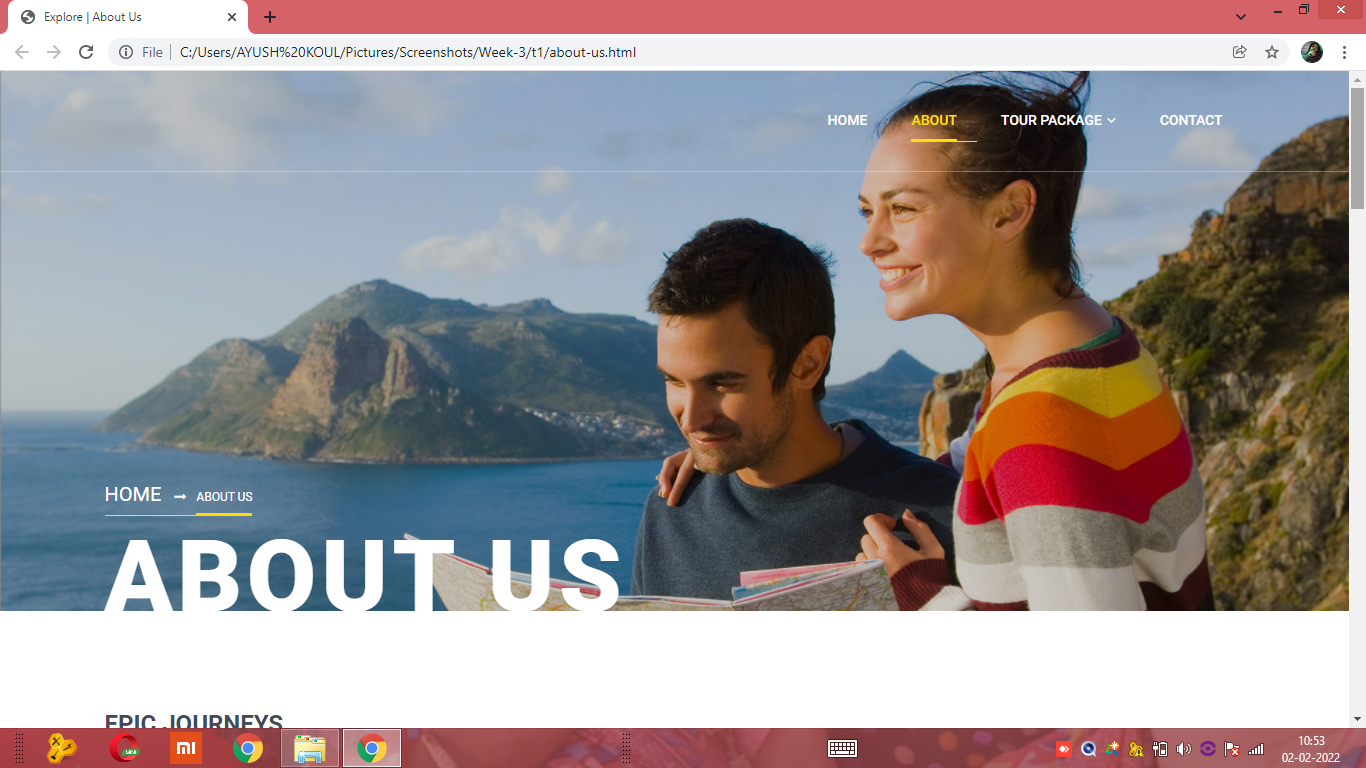 Explore | About Us
File
C:/Users/AYUSH%20KOUL/Pictures/Screenshots/Week-3/t1/about-us.html
HOME ABOUT TOUR PACKAGE CONTACT
HOME ➞ ABOUT US
ABOUT US
EPIC JOURNEYS
10:53
02-02-2022